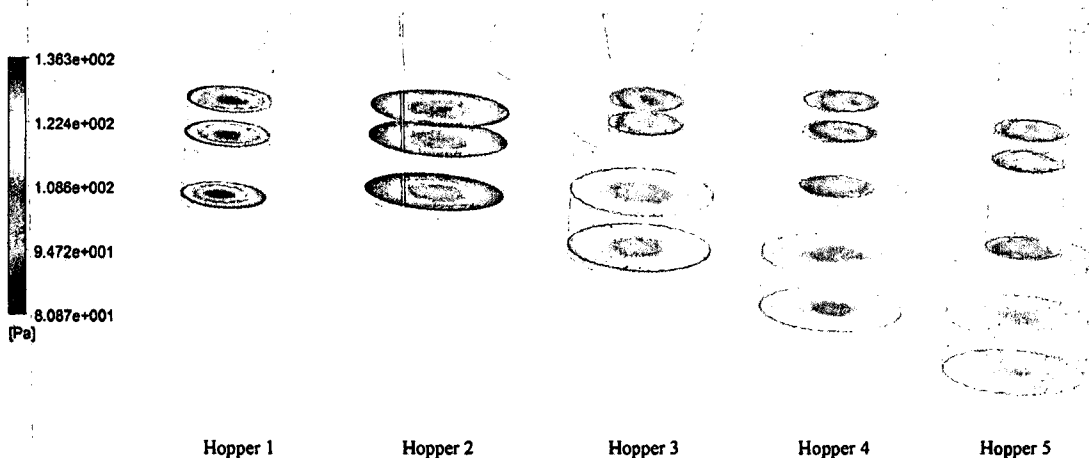 1.363e+002
1.224e+002
1.086e+002
9.472e+001
8.087e+001
[Pa]
Hopper 1
Hopper 2
Hopper 3
Hopper 4
Hopper 5